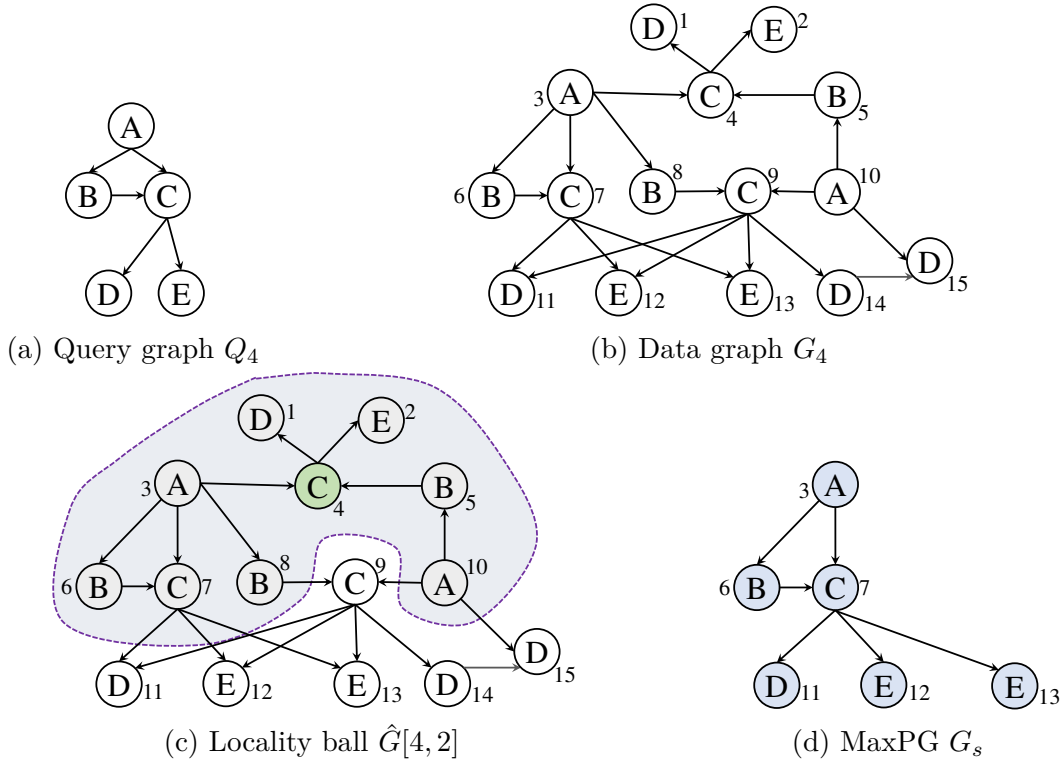 D 1
E 2
A
3 A
C 4
B 5
B
C
6 B
C 7
B 8
C 9
A 10
D 15
D
E
D 11
E 12
E 13
D 14
(a) Query graph Q4
(b) Data graph G4
D 1
E 2
3 A
C 4
B 5
3 A
6 B
C 7
B 8
C 9
A 10
6 B
C 7
D 15
D 11
E 12
E 13
D 14
D 11
E 12
E 13
(c) Locality ball Ĝ[4, 2]
(d) MaxPG Gs